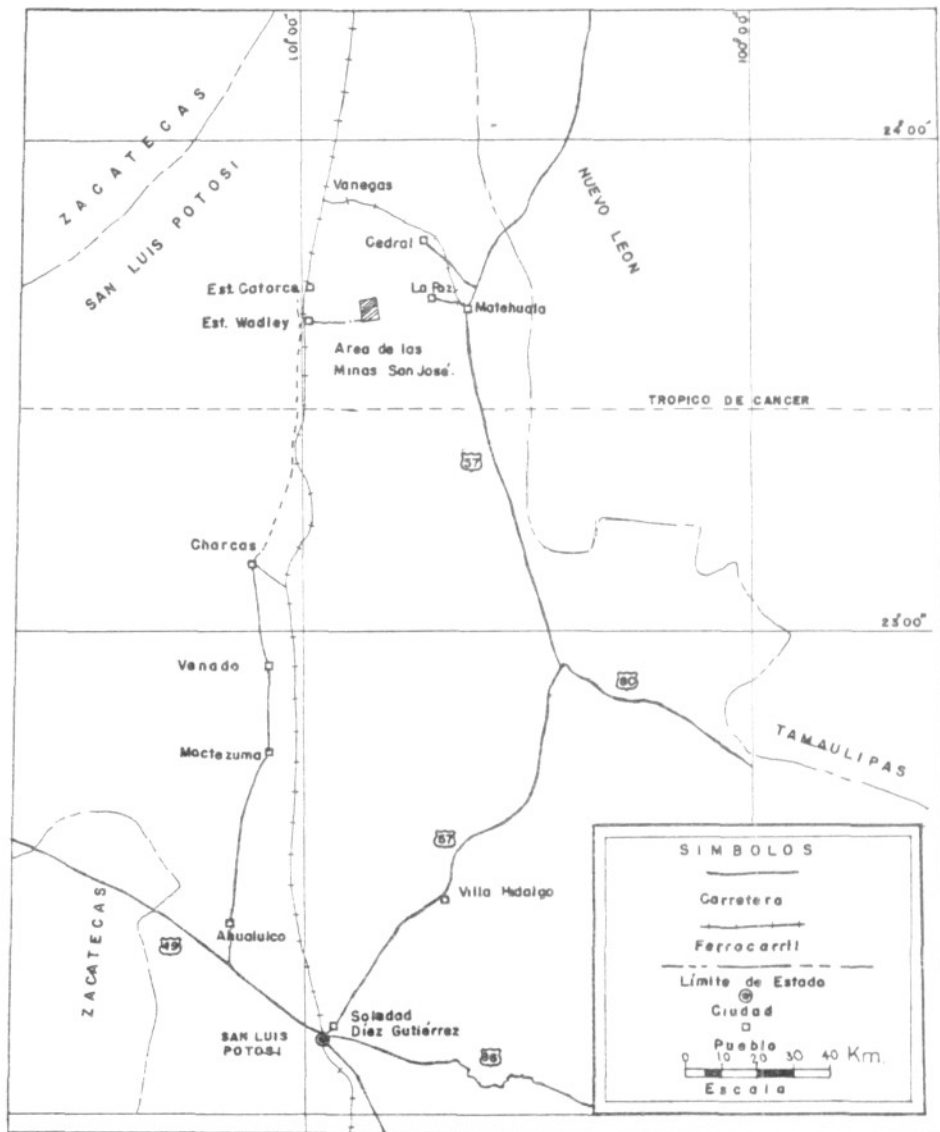 101°00'
100°00'
24°00'
ZACATECAS
SAN LUIS POTOSI
NUEVO LEON
Vanegas
Cedral
Est. Catorce
La Paz
Matehuala
Est. Wadley
Area de las
Minas San José.
TROPICO DE CANCER
57
Charcas
23°00'
Venado
80
Moctezuma
TAMAULIPAS
57
Villa Hidalgo
ZACATECAS
49
Ahualulco
Soledad
Díez Gutiérrez
SAN LUIS
POTOSI
86
SIMBOLOS
Carretera
Ferrocarril
Límite de Estado
Ciudad
Pueblo
0 10 20 30 40 Km.
Escala